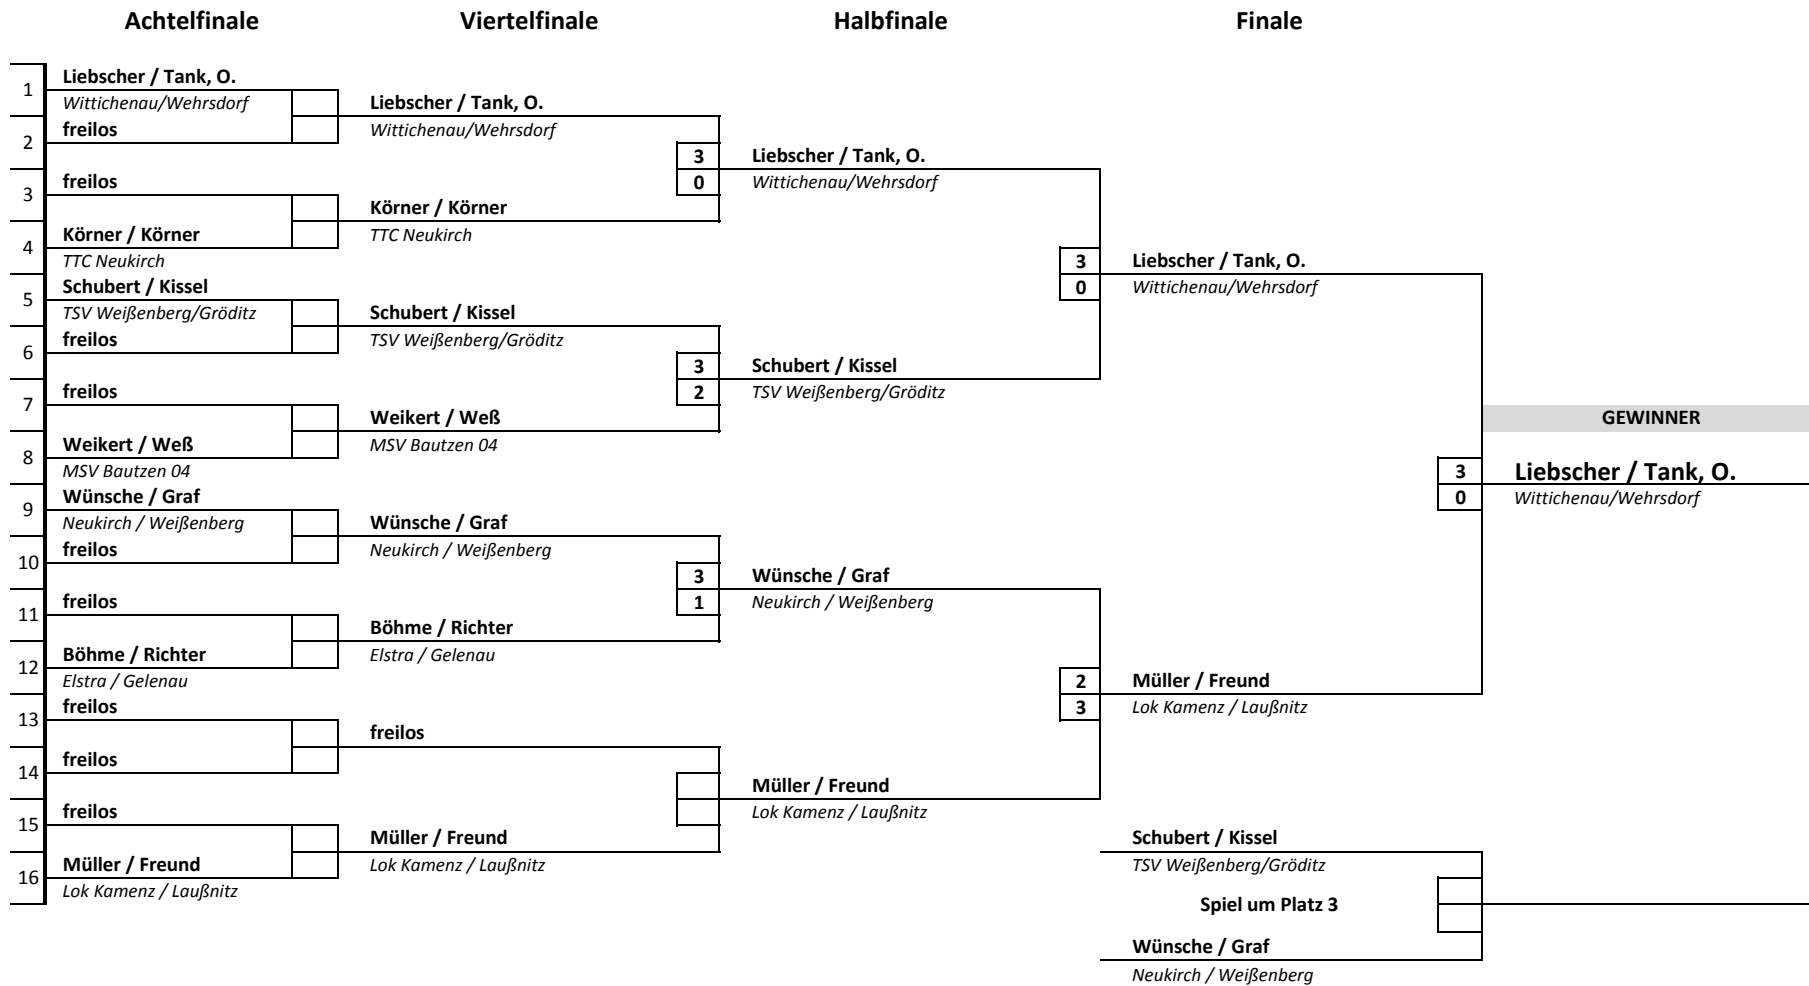 Achtelfinale
Viertelfinale
Halbfinale
Finale
1
Liebscher / Tank, O.
Wittichenau/Wehrsdorf
2
freilos
3
freilos
4
Körner / Körner
TTC Neukirch
5
Schubert / Kissel
TSV Weißenberg/Gröditz
6
freilos
7
freilos
8
Weikert / Weß
MSV Bautzen 04
9
Wünsche / Graf
Neukirch / Weißenberg
10
freilos
11
freilos
12
Böhme / Richter
Elstra / Gelenau
13
freilos
14
freilos
15
freilos
16
Müller / Freund
Lok Kamenz / Laußnitz
Liebscher / Tank, O.
Wittichenau/Wehrsdorf
3
0
Körner / Körner
TTC Neukirch
Schubert / Kissel
TSV Weißenberg/Gröditz
3
2
Weikert / Weß
MSV Bautzen 04
Wünsche / Graf
Neukirch / Weißenberg
3
1
Böhme / Richter
Elstra / Gelenau
freilos
Müller / Freund
Lok Kamenz / Laußnitz
Liebscher / Tank, O.
Wittichenau/Wehrsdorf
3
0
Schubert / Kissel
TSV Weißenberg/Gröditz
Wünsche / Graf
Neukirch / Weißenberg
2
3
Müller / Freund
Lok Kamenz / Laußnitz
Liebscher / Tank, O.
Wittichenau/Wehrsdorf
3
0
Müller / Freund
Lok Kamenz / Laußnitz
GEWINNER
Liebscher / Tank, O.
Wittichenau/Wehrsdorf
Schubert / Kissel
TSV Weißenberg/Gröditz
Spiel um Platz 3
Wünsche / Graf
Neukirch / Weißenberg